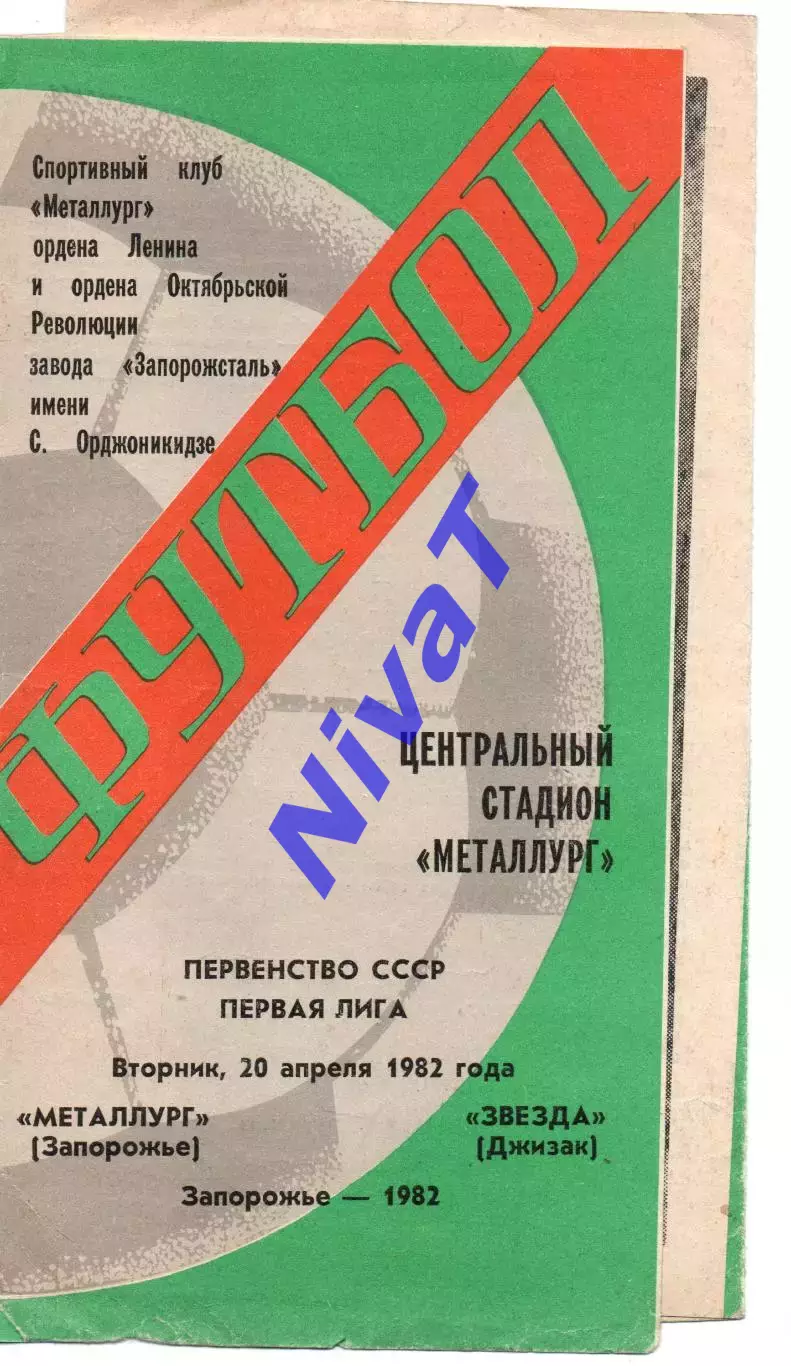 Спортивный клуб
«Металлург»
ордена Ленина
и ордена Октябрьской
Революции
завода «Запорожсталь»
имени
С. Орджоникидзе
ФУТБОЛ
NivaT
ЦЕНТРАЛЬНЫЙ
СТАДИОН
«МЕТАЛЛУРГ»
ПЕРВЕНСТВО СССР
ПЕРВАЯ ЛИГА
Вторник, 20 апреля 1982 года
«МЕТАЛЛУРГ» «ЗВЕЗДА»
(Запорожье) (Джизак)
Запорожье — 1982